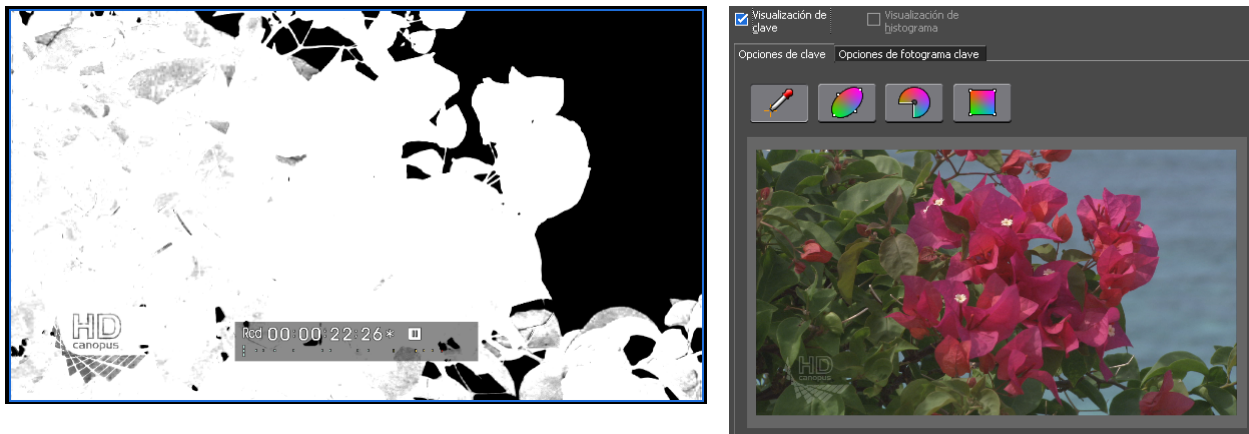 HD
canopus
Rcd 00:00:22:26* 
Visualización de
clave
Visualización de
histograma
Opciones de clave
Opciones de fotograma clave
HD
canopus